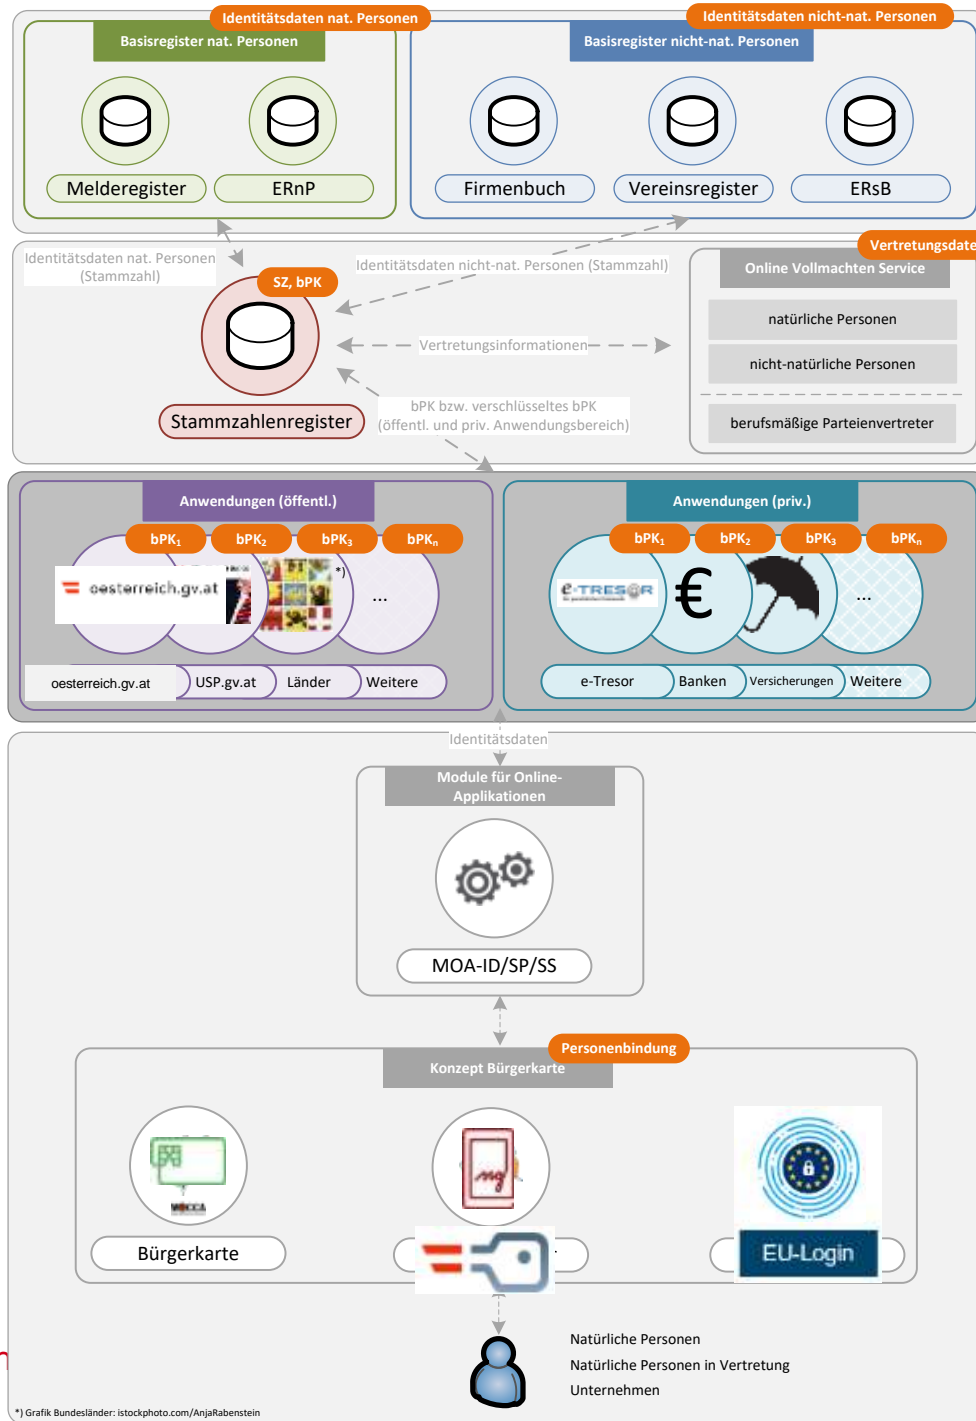 Identitätsdaten nat. Personen
Identitätsdaten nicht-nat. Personen
Basisregister nat. Personen
Basisregister nicht-nat. Personen
Melderegister
ERnP
Firmenbuch
Vereinsregister
ERsB
Identitätsdaten nat. Personen
(Stammzahl)
Identitätsdaten nicht-nat. Personen (Stammzahl)
Vertretungsdate
Online Vollmachten Service
SZ, bPK
natürliche Personen
Vertretungsinformationen
nicht-natürliche Personen
Stammzahlenregister
bPK bzw. verschlüsseltes bPK
(öffentl. und priv. Anwendungsbereich)
berufsmäßige Parteienvertreter
Anwendungen (öffentl.)
Anwendungen (priv.)
bPK1
bPK2
bPK3
bPKn
bPK1
bPK2
bPK3
bPKn
oesterreich.gv.at
*)
...
e-TRESOR
€
...
oesterreich.gv.at
USP.gv.at
Länder
Weitere
e-Tresor
Banken
Versicherungen
Weitere
Identitätsdaten
Module für Online-
Applikationen
MOA-ID/SP/SS
Personenbindung
Konzept Bürgerkarte
MOCCA
Bürgerkarte
EU-Login
Natürliche Personen
Natürliche Personen in Vertretung
Unternehmen
*) Grafik Bundesländer: istockphoto.com/AnjaRabenstein